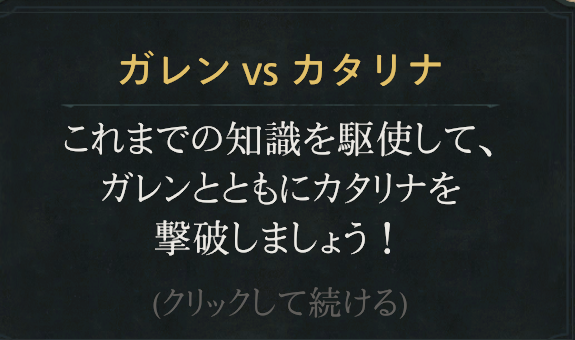 ガレン vs カタリナ
これまでの知識を駆使して、
ガレンとともにカタリナを
撃破しましょう！
(クリックして続ける)